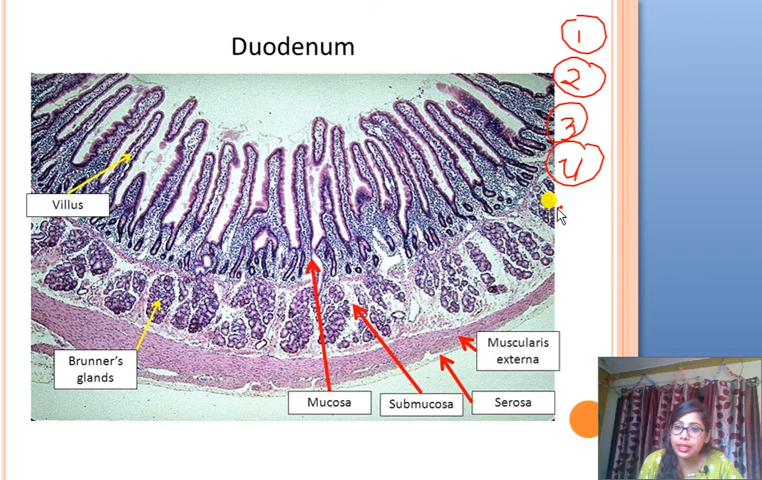 Duodenum
1
2
3
4
Villus
Brunner's
glands
Muscularis
externa
Mucosa
Submucosa
Serosa